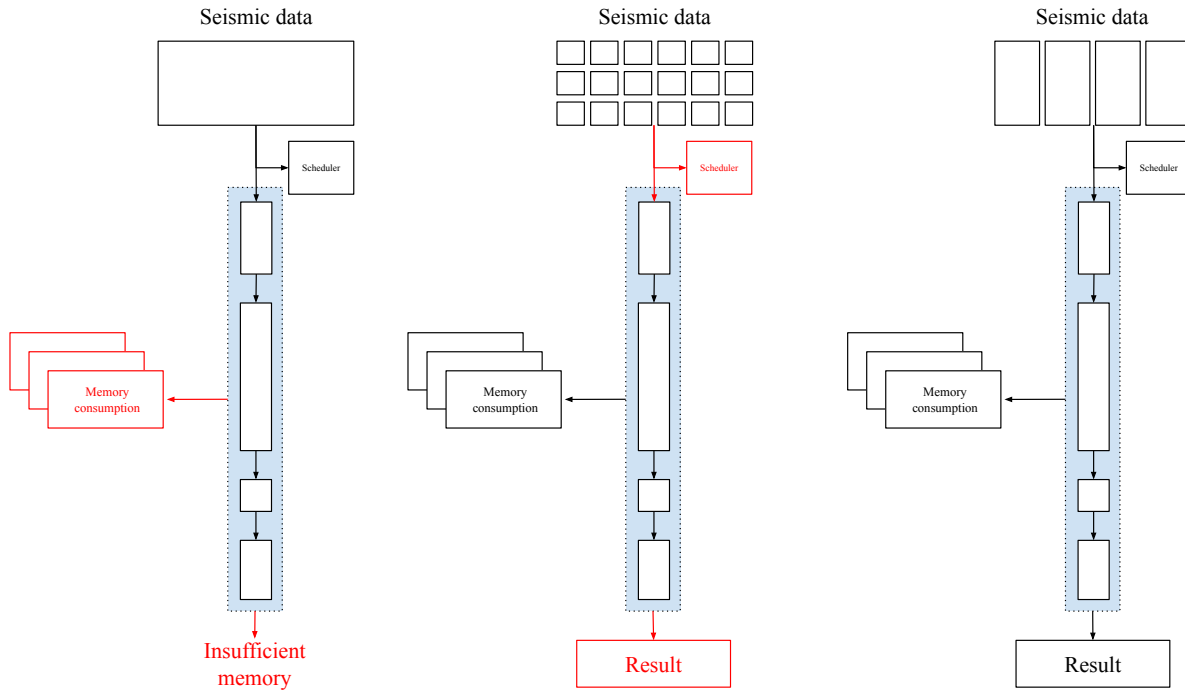 Seismic data
Scheduler
Memory
consumption
Insufficient
memory
Seismic data
Scheduler
Memory
consumption
Result
Seismic data
Scheduler
Memory
consumption
Result